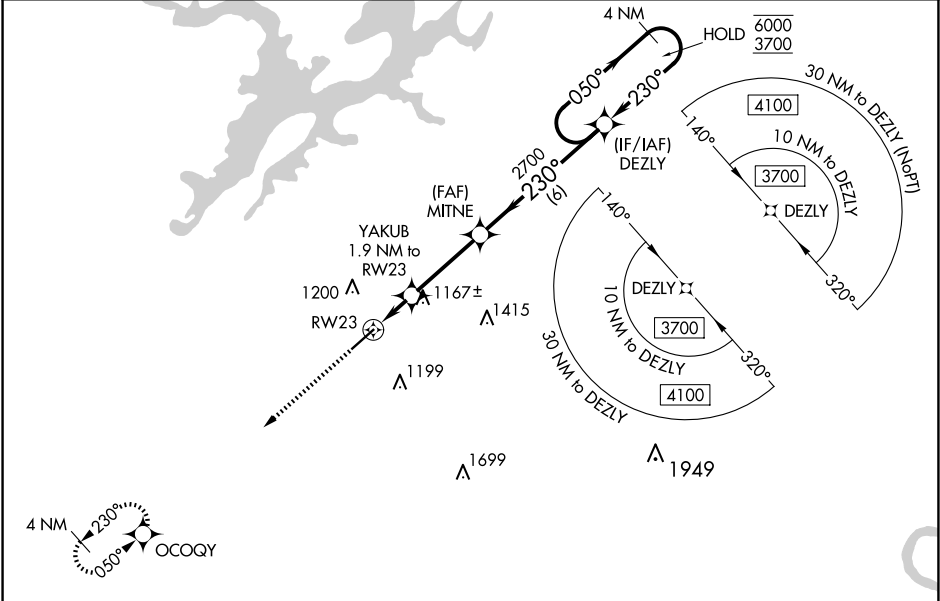 4 NM
HOLD
6000
3700
050°
230°
(IF/IAF)
DEZLY
2700
230°
(6)
(FAF)
MITNE
YAKUB
1.9 NM to
RW23
1200
1167±
1415
RW23
1199
1699
1949
30 NM to DEZLY (NoPT)
4100
140°
10 NM to DEZLY
3700
DEZLY
320°
140°
DEZLY
10 NM to DEZLY
3700
320°
30 NM to DEZLY
4100
4 NM
230°
050°
OCOQY